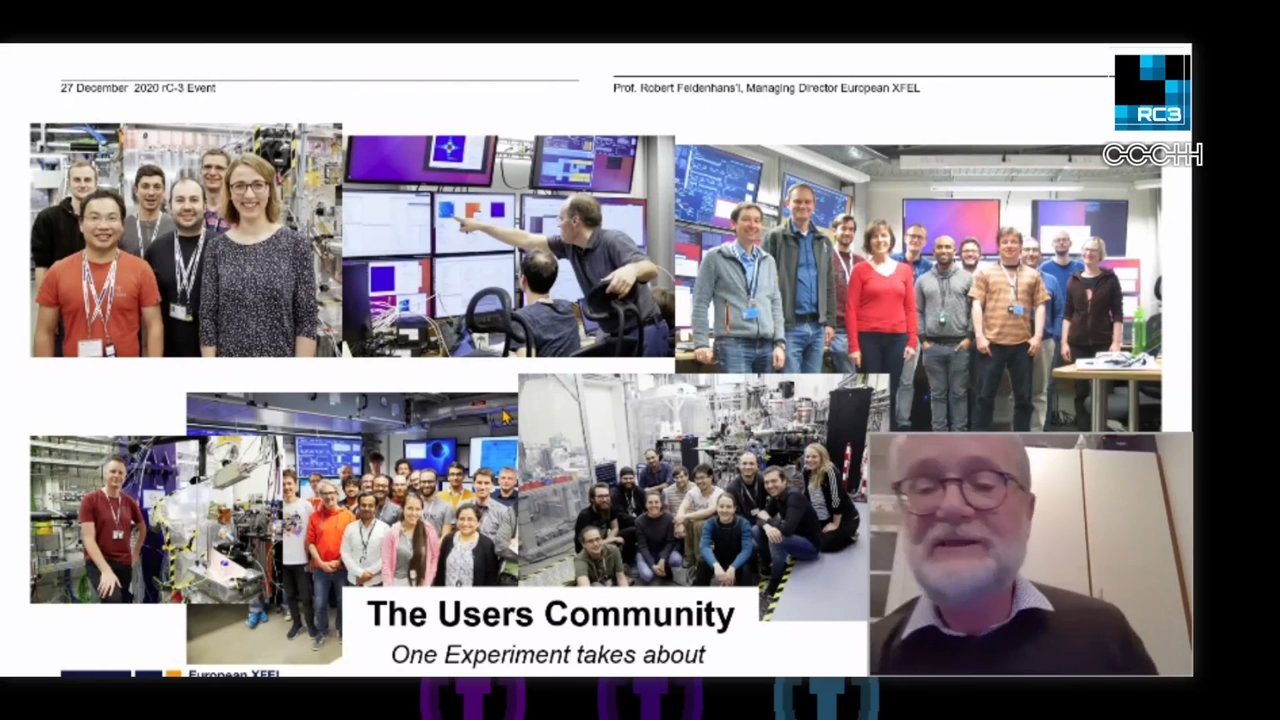 27 December 2020 rC-3 Event
Prof. Robert Feidenhans'l, Managing Director European XFEL
RC3
CCCHH
The Users Community
One Experiment takes about
European XFEL